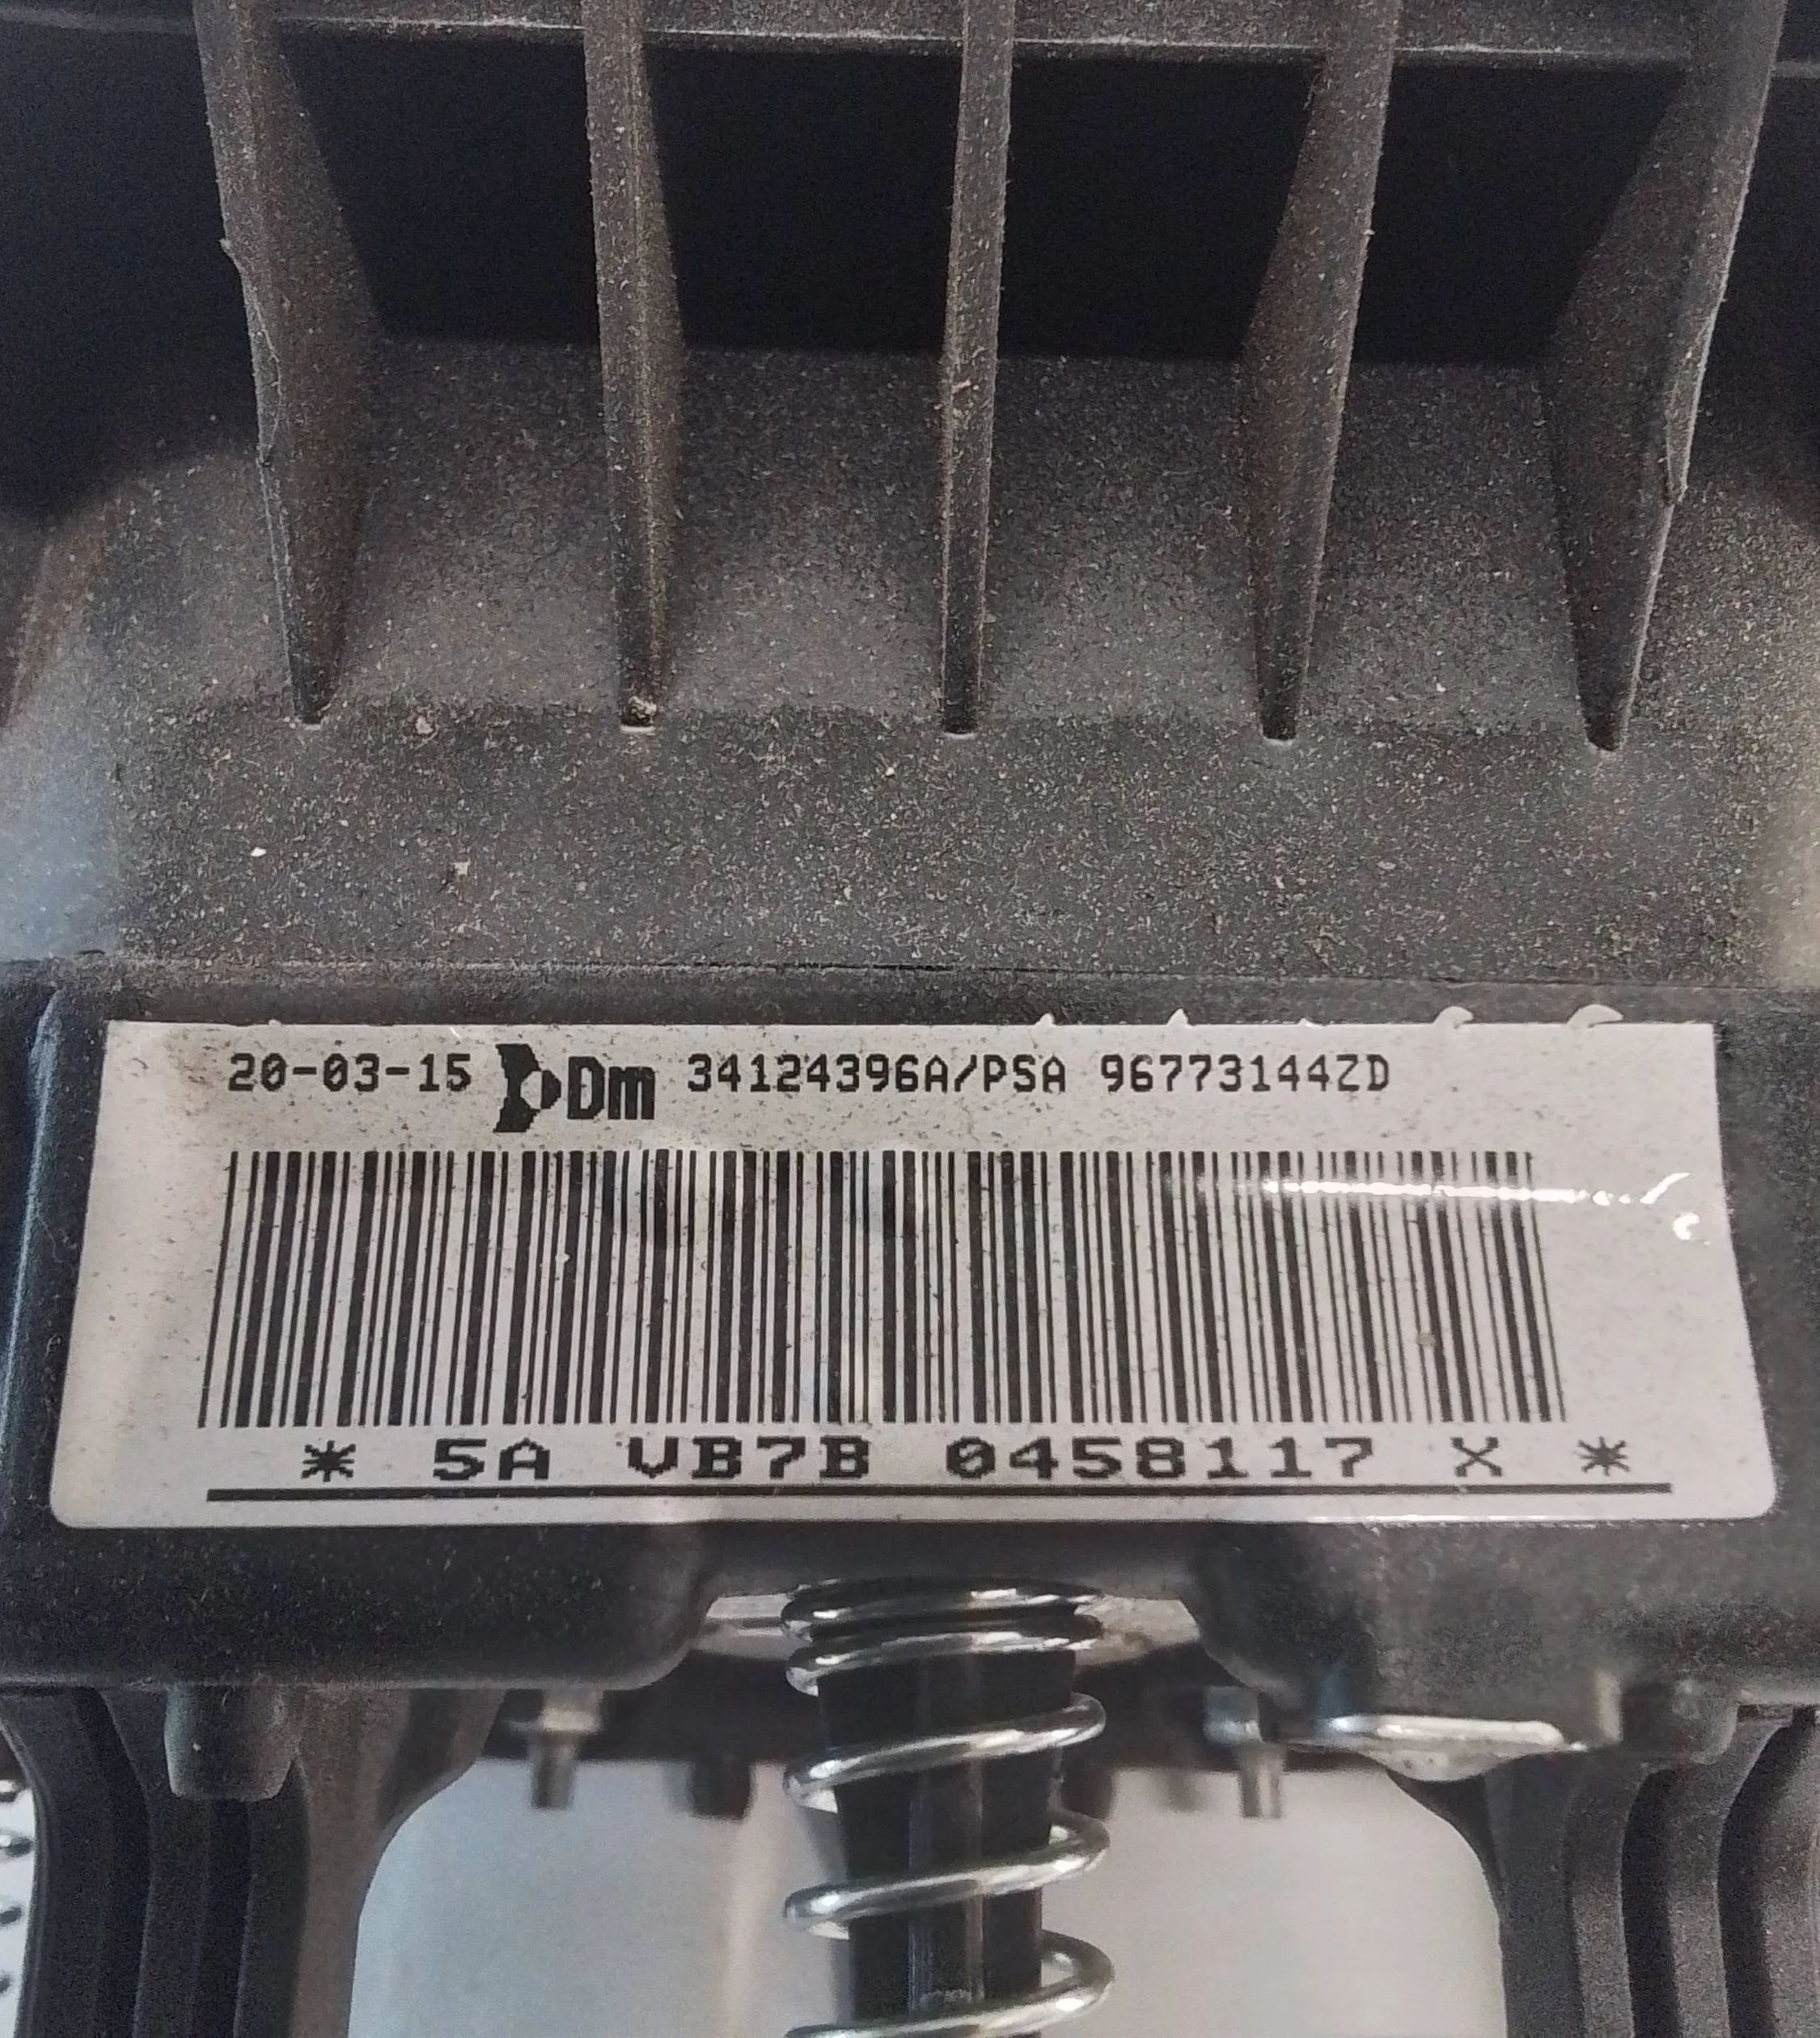 20-03-15 Dm 34124396A/PSA 96773144ZD
* 5A VB7B 0458117 X *